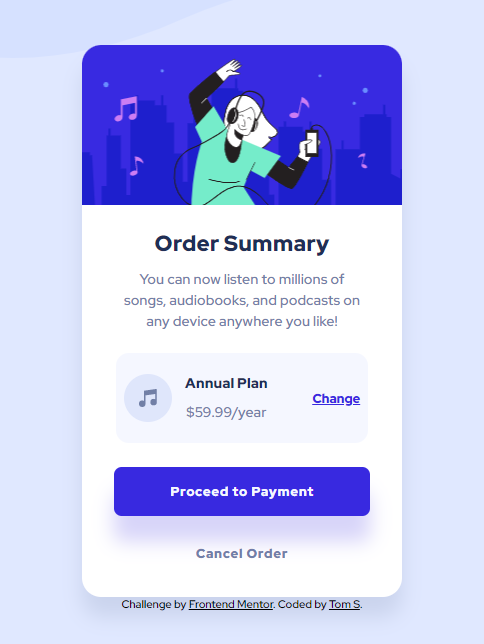 Order Summary
You can now listen to millions of
songs, audiobooks, and podcasts on
any device anywhere you like!
Annual Plan
$59.99/year
Change
Proceed to Payment
Cancel Order
Challenge by Frontend Mentor. Coded by Tom S.